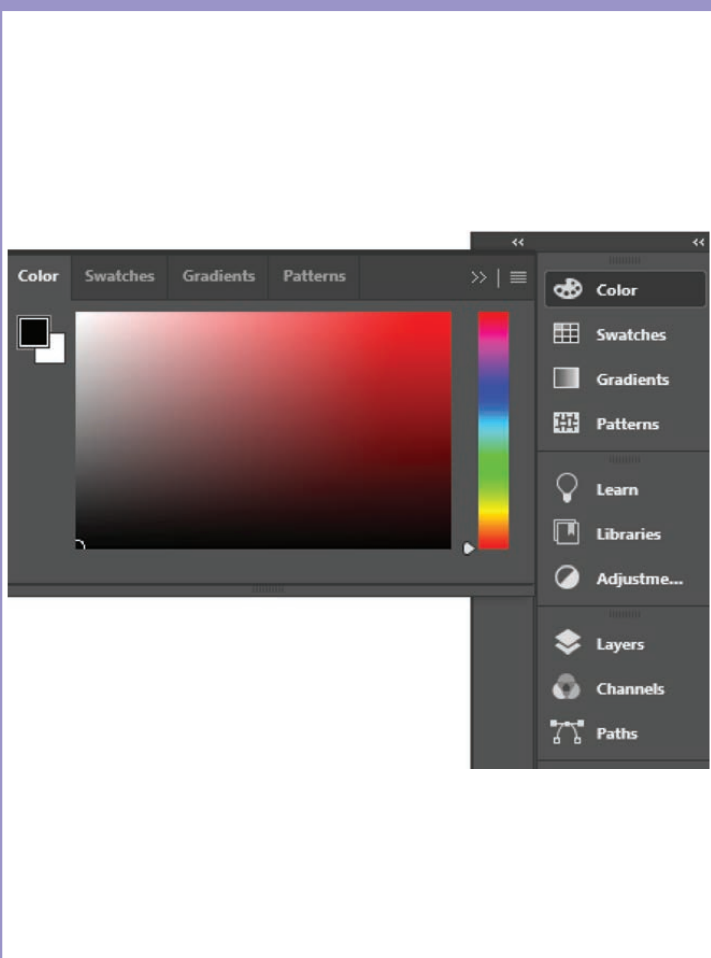 Color Swatches Gradients Patterns
Color
Swatches
Gradients
Patterns
Learn
Libraries
Adjustme...
Layers
Channels
Paths